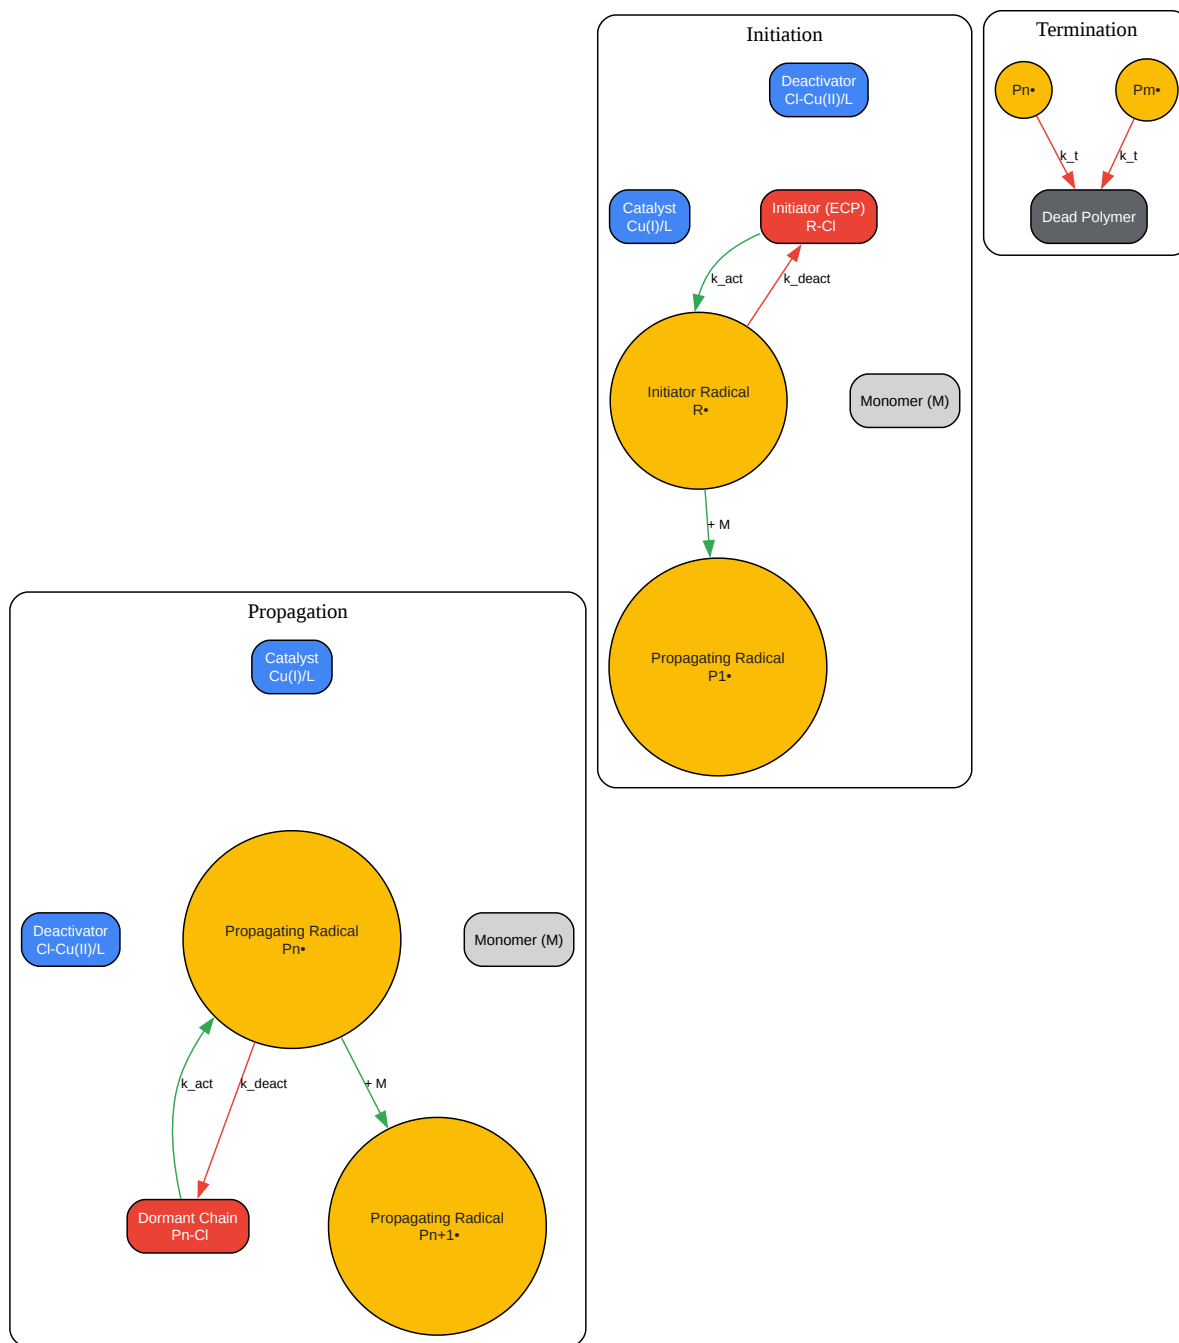 Initiation
Deactivator
Cl-Cu(II)/L
Catalyst
Cu(I)/L
Initiator (ECP)
R-Cl
k_act
k_deact
Initiator Radical
R•
Monomer (M)
+ M
Propagating Radical
P1•
Termination
Pn•
Pm•
k_t
k_t
Dead Polymer
Propagation
Catalyst
Cu(I)/L
Deactivator
Cl-Cu(II)/L
Propagating Radical
Pn•
Monomer (M)
k_act
k_deact
+ M
Dormant Chain
Pn-Cl
Propagating Radical
Pn+1•